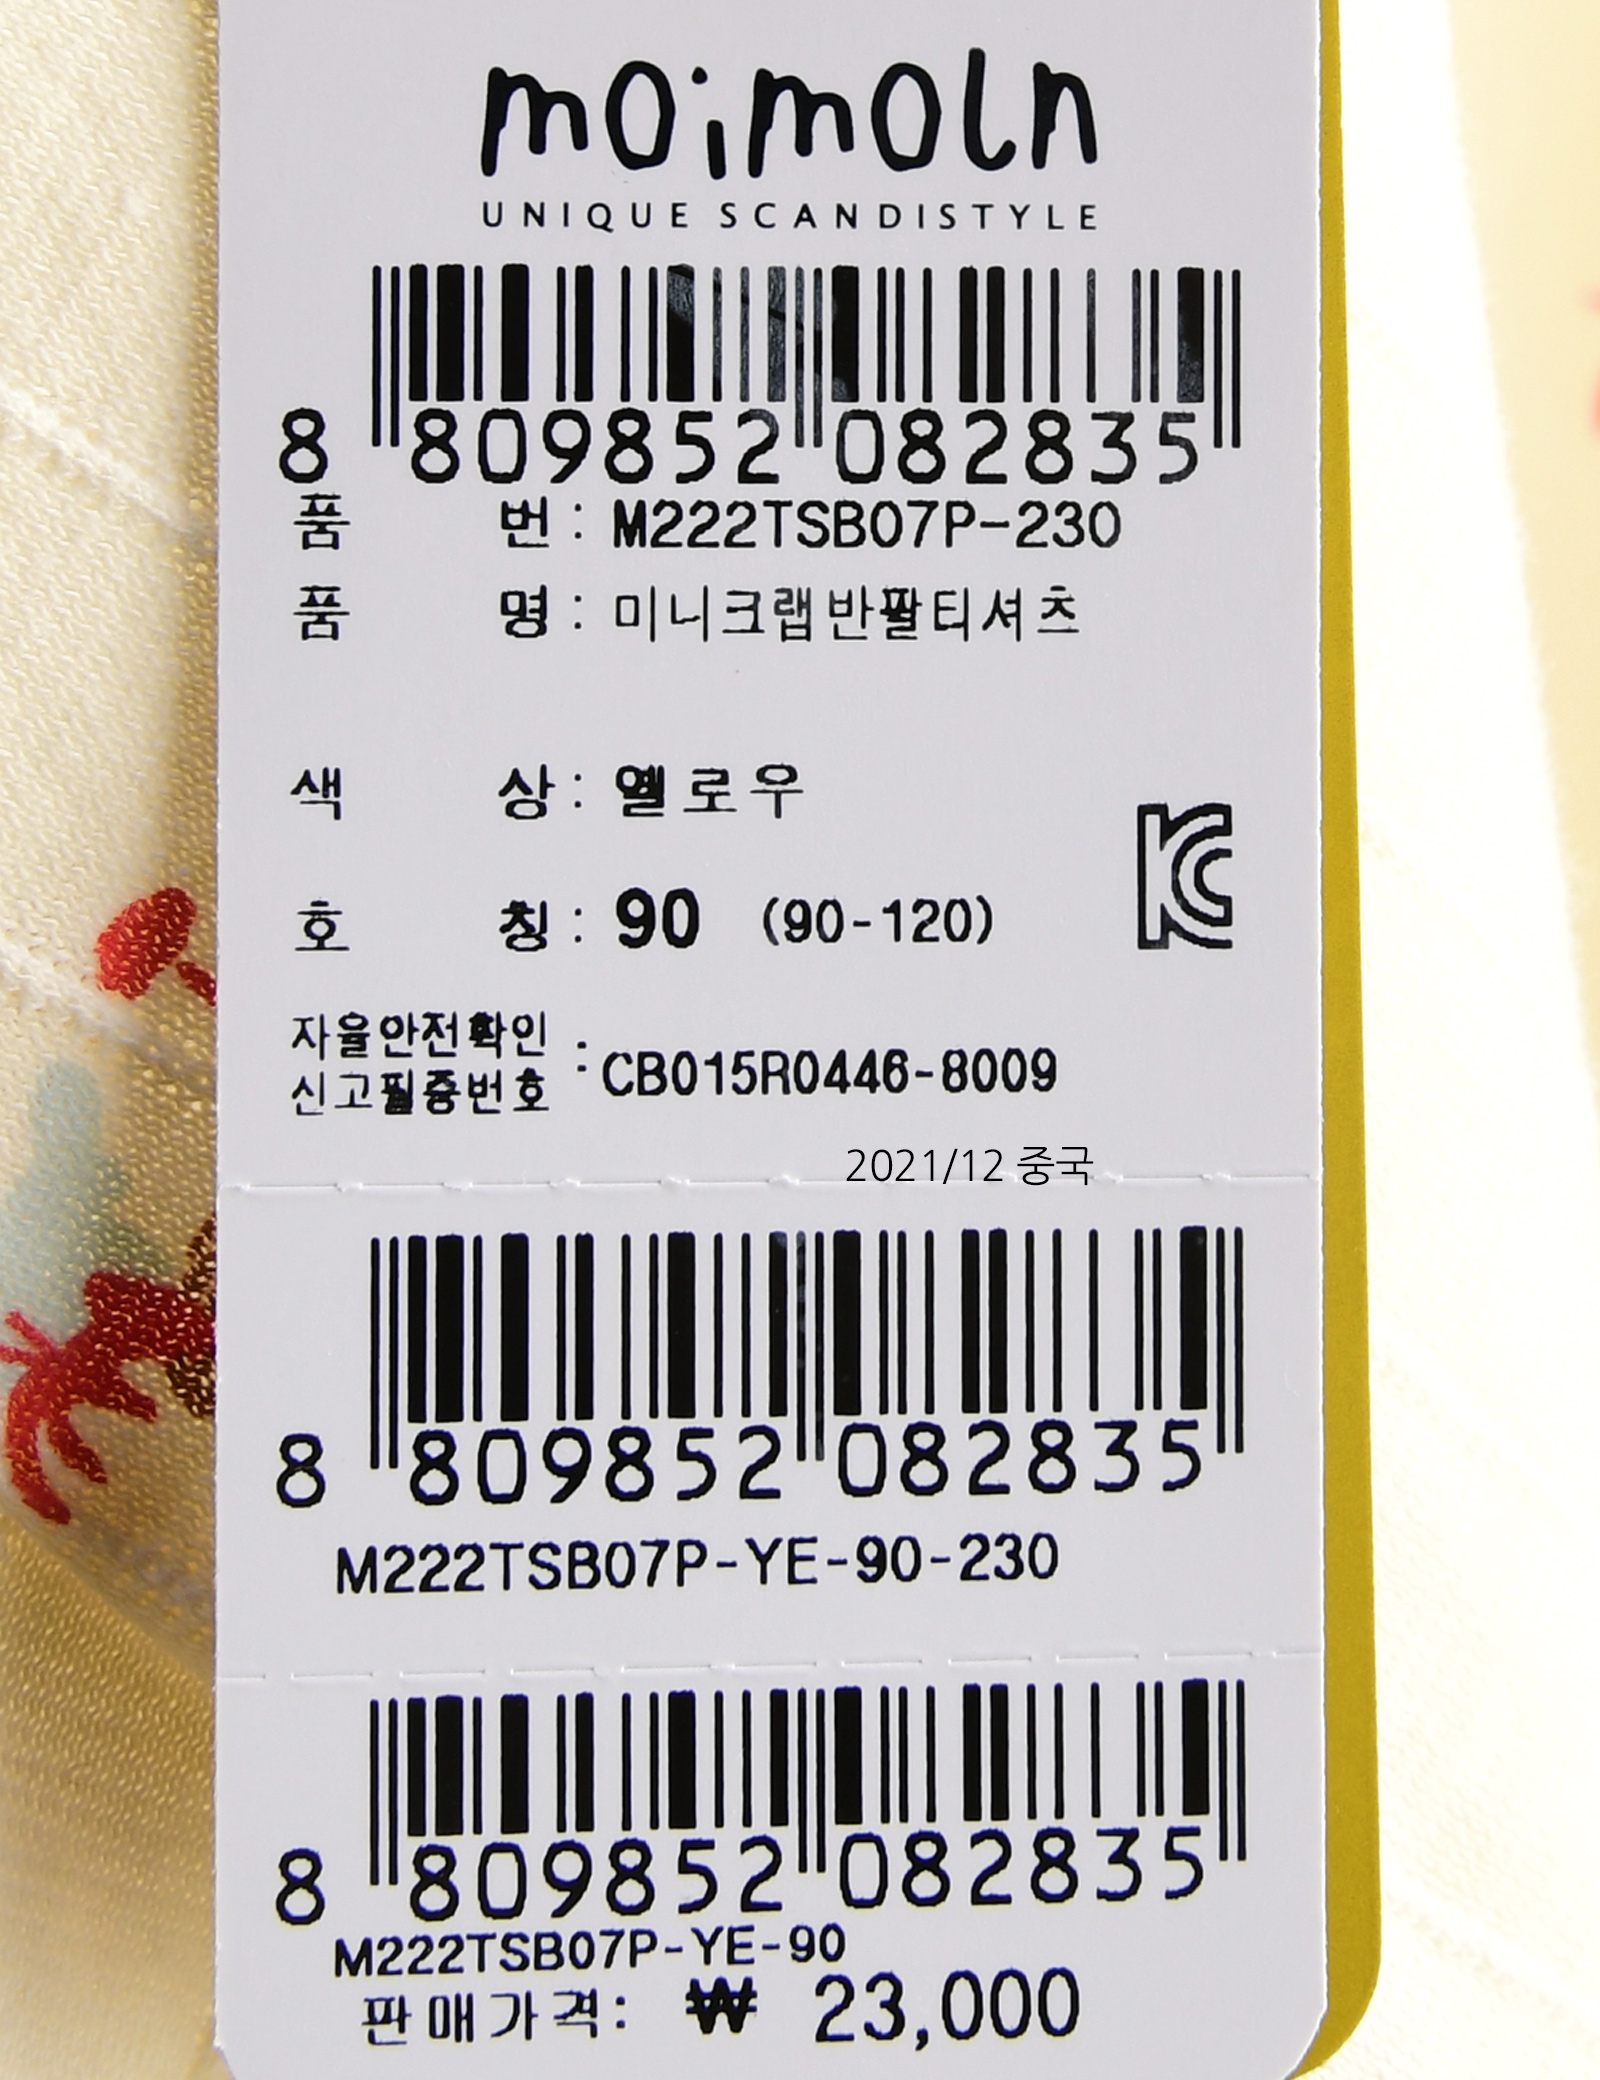 moimoln
UNIQUE SCANDISTYLE
8 809852 082835
품 번 : M222TSB07P-230
품 명 : 미니크랩반팔티셔츠
색 상 : 옐로우
호 칭 : 90 (90-120)
자율안전확인
신고필증번호 : CB015R0446-8009
2021/12 중국
8 809852 082835
M222TSB07P-YE-90-230
8 809852 082835
M222TSB07P-YE-90
판매가격: ₩ 23,000